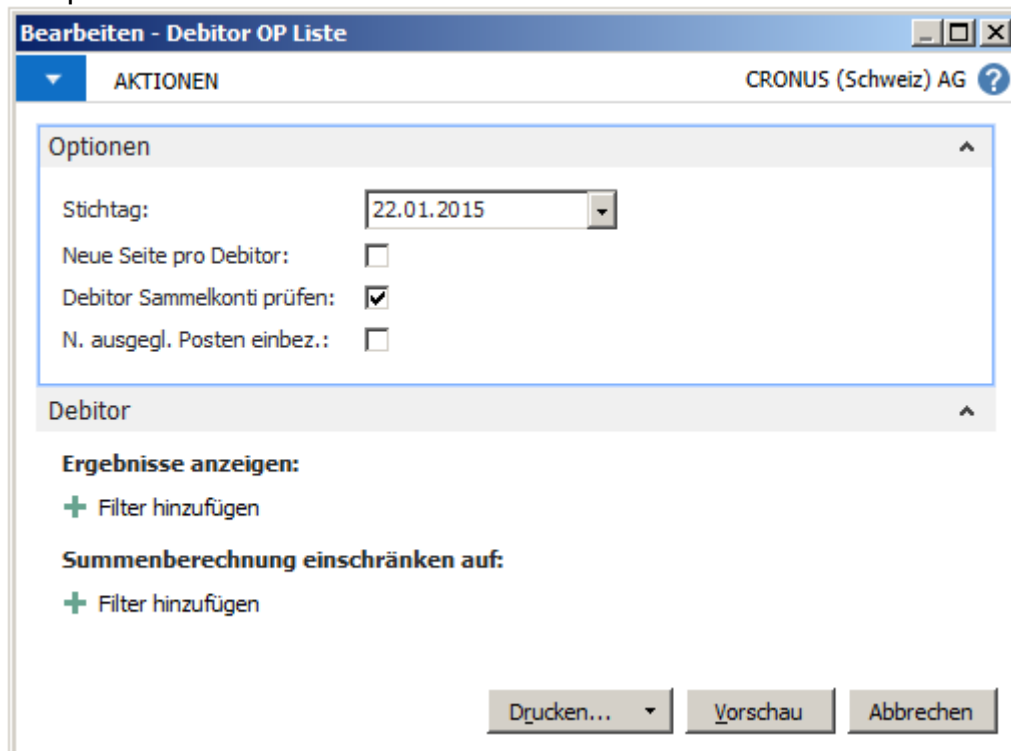 Bearbeiten - Debitor OP Liste
AKTIONEN CRONUS (Schweiz) AG ?
Optionen
Stichtag: 22.01.2015
Neue Seite pro Debitor:
Debitor Sammelkonti prüfen:
N. ausgegl. Posten einbez.:
Debitor
Ergebnisse anzeigen:
Filter hinzufügen
Summenberechnung einschränken auf:
Filter hinzufügen
Drucken... Vorschau Abbrechen